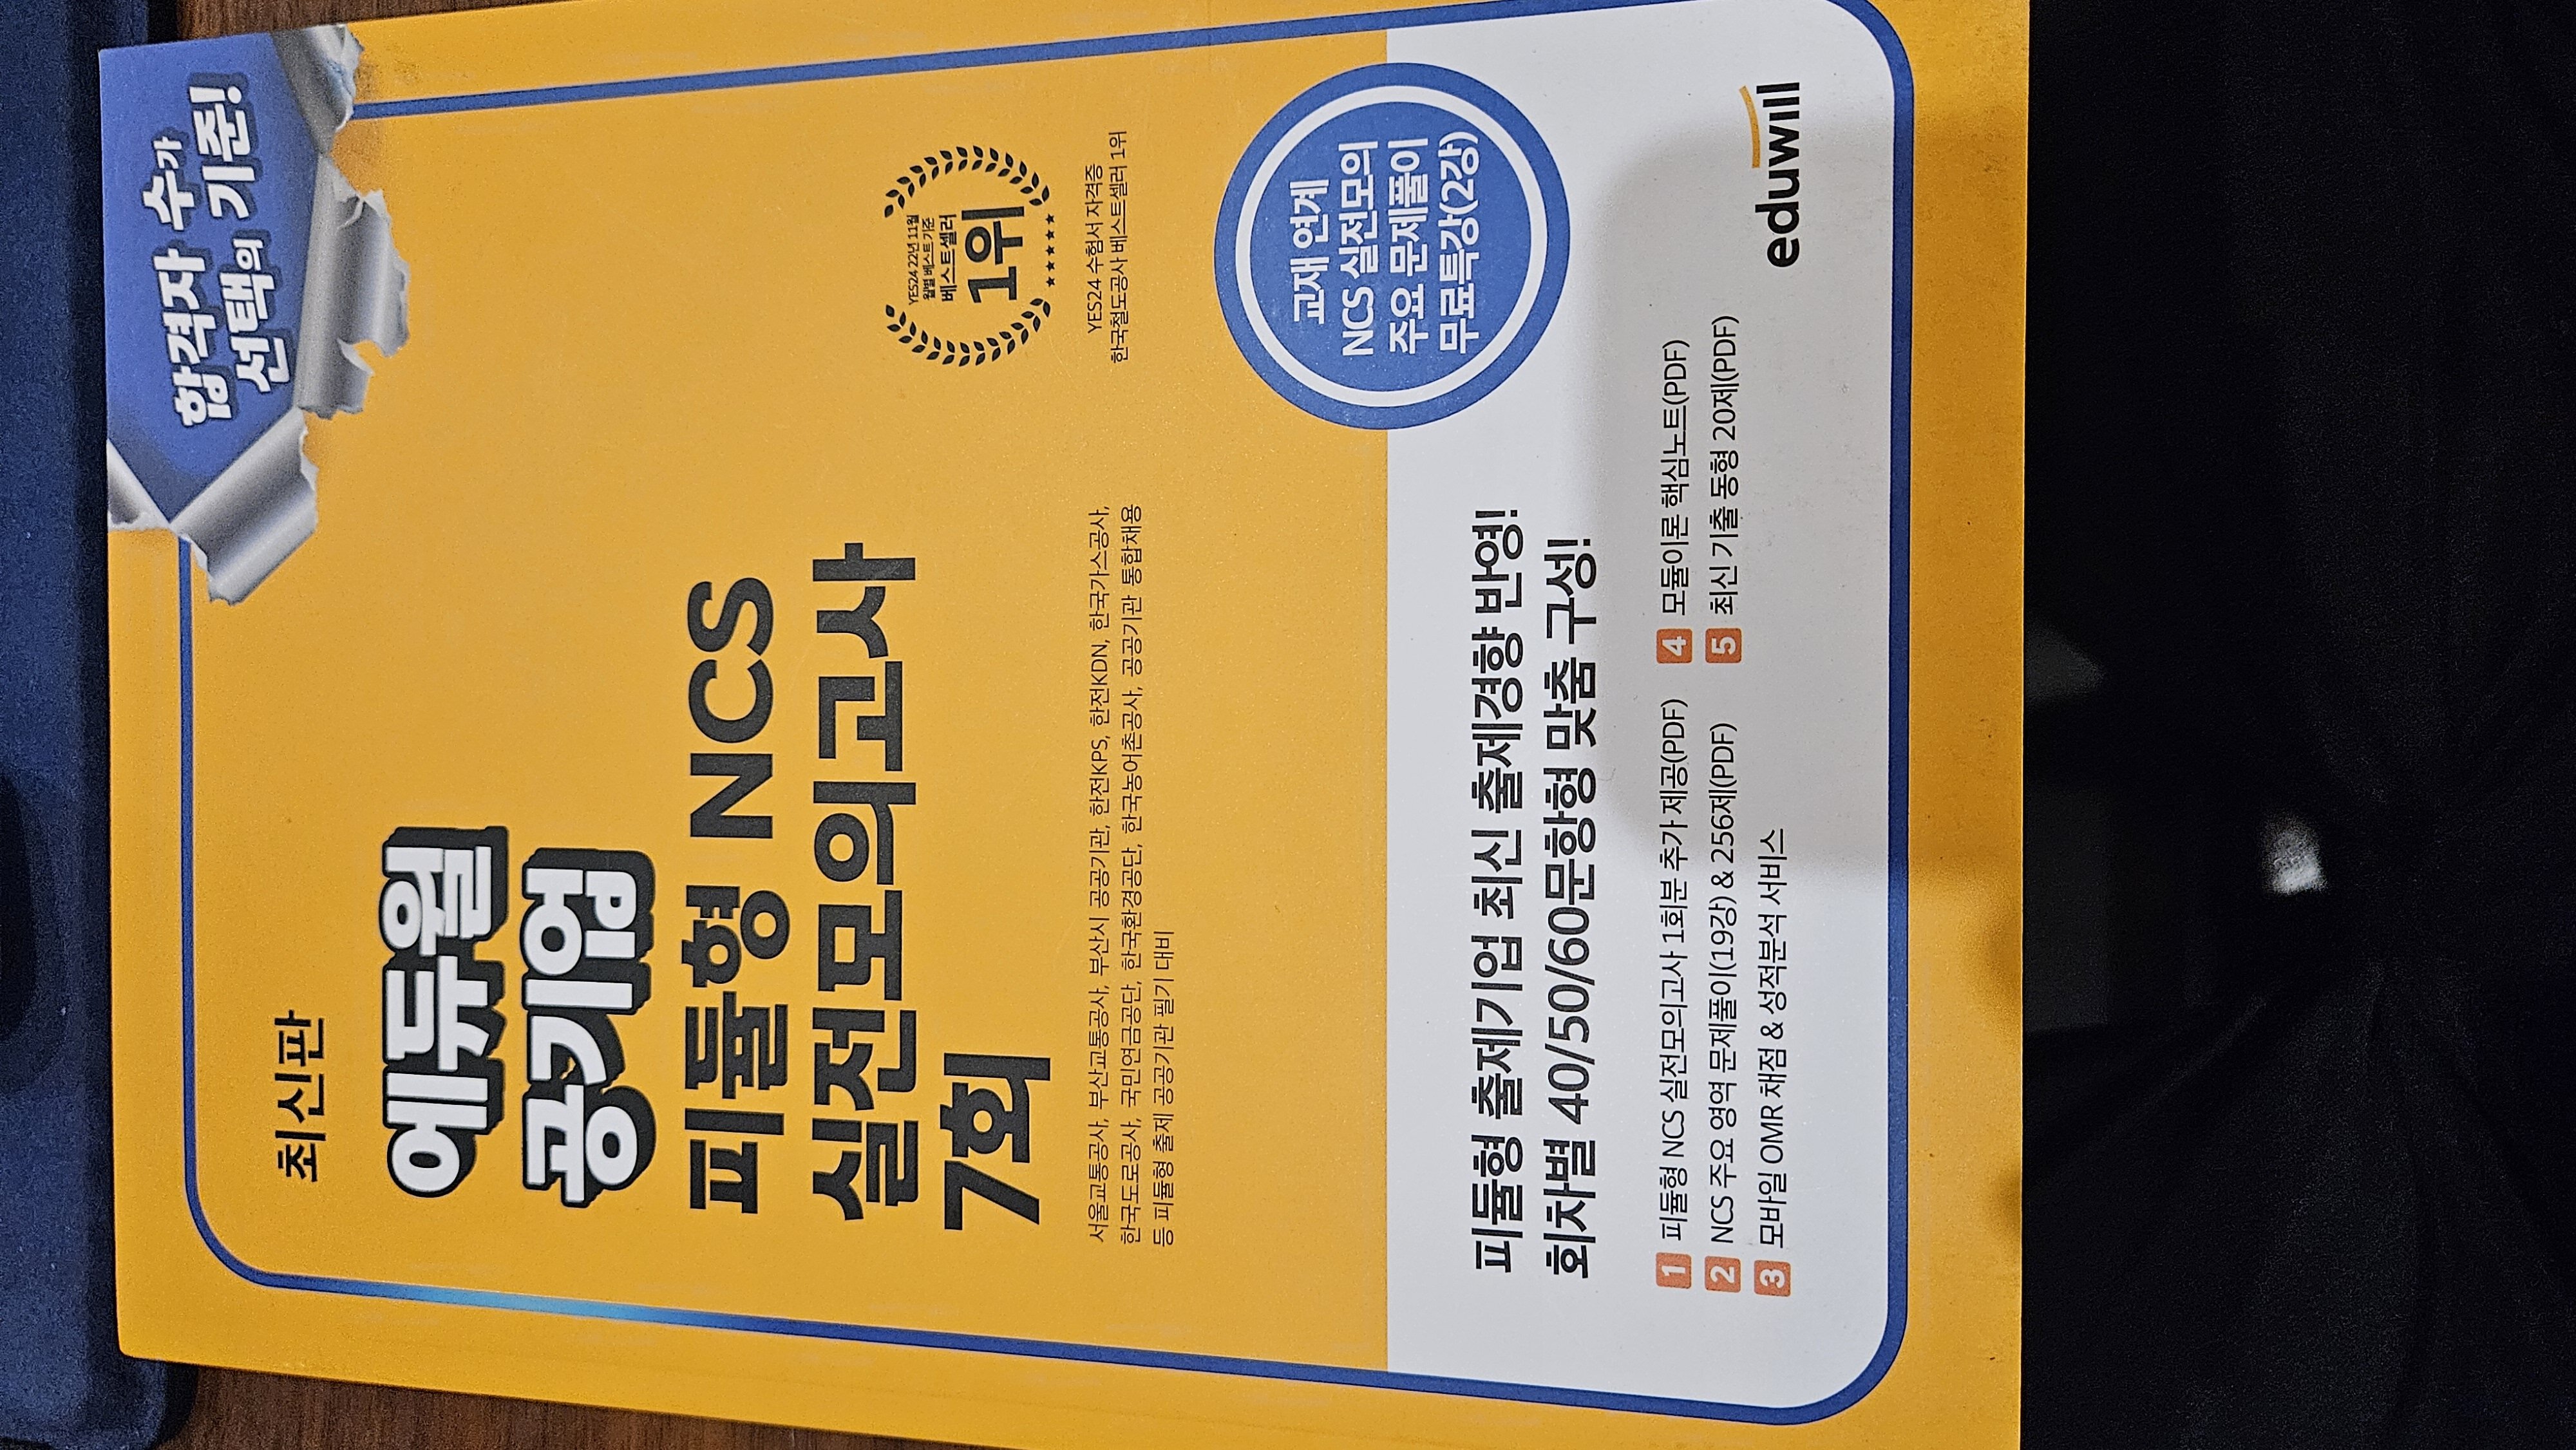 합격자 수가
선택의 기준!
최신판
에듀윌
공기업
피듈형 NCS
실전모의고사
7회
YES24 22년 11월
월별 베스트 기준
베스트셀러
1위
★★★★★
YES24 수험서 자격증
한국철도공사 베스트셀러 1위
서울교통공사, 부산교통공사, 부산시 공공기관, 한전KPS, 한전KDN, 한국가스공사,
한국도로공사, 국민연금공단, 한국환경공단, 한국농어촌공사, 공공기관 통합채용
등 피듈형 출제 공공기관 필기 대비
교재 연계
NCS 실전모의
주요 문제풀이
무료특강(2강)
피듈형 출제기업 최신 출제경향 반영!
회차별 40/50/60문항형 맞춤 구성!
1 피듈형 NCS 실전모의고사 1회분 추가 제공(PDF)
2 NCS 주요 영역 문제풀이(19강) & 256제(PDF)
3 모바일 OMR 채점 & 성적분석 서비스
4 모듈이론 핵심노트(PDF)
5 최신 기출 동형 20제(PDF)
eduwill